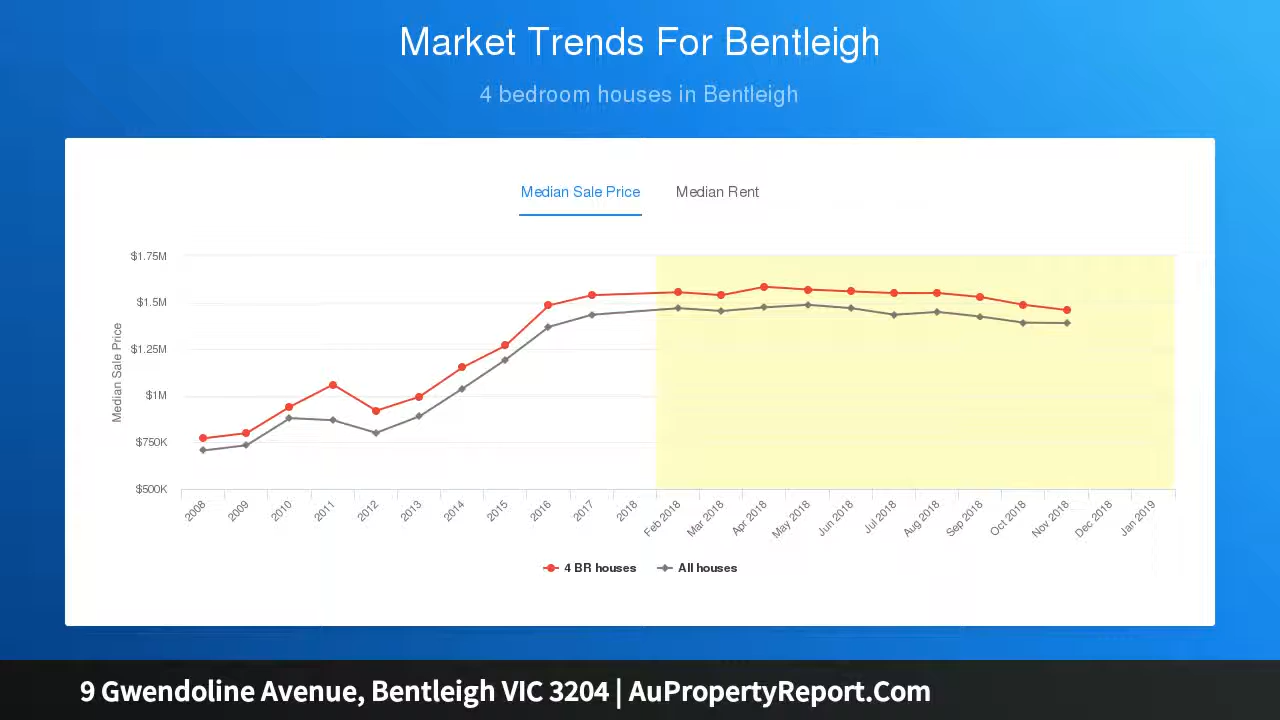 Market Trends For Bentleigh
4 bedroom houses in Bentleigh
Median Sale Price Median Rent
$1.75M
$1.5M
$1.25M
$1M
$750K
$500K
Median Sale Price
2008 2009 2010 2011 2012 2013 2014 2015 2016 2017 2018 Feb 2018 Mar 2018 Apr 2018 May 2018 Jun 2018 Jul 2018 Aug 2018 Sep 2018 Oct 2018 Nov 2018 Dec 2018 Jan 2019
4 BR houses All houses
9 Gwendoline Avenue, Bentleigh VIC 3204 | AuPropertyReport.Com